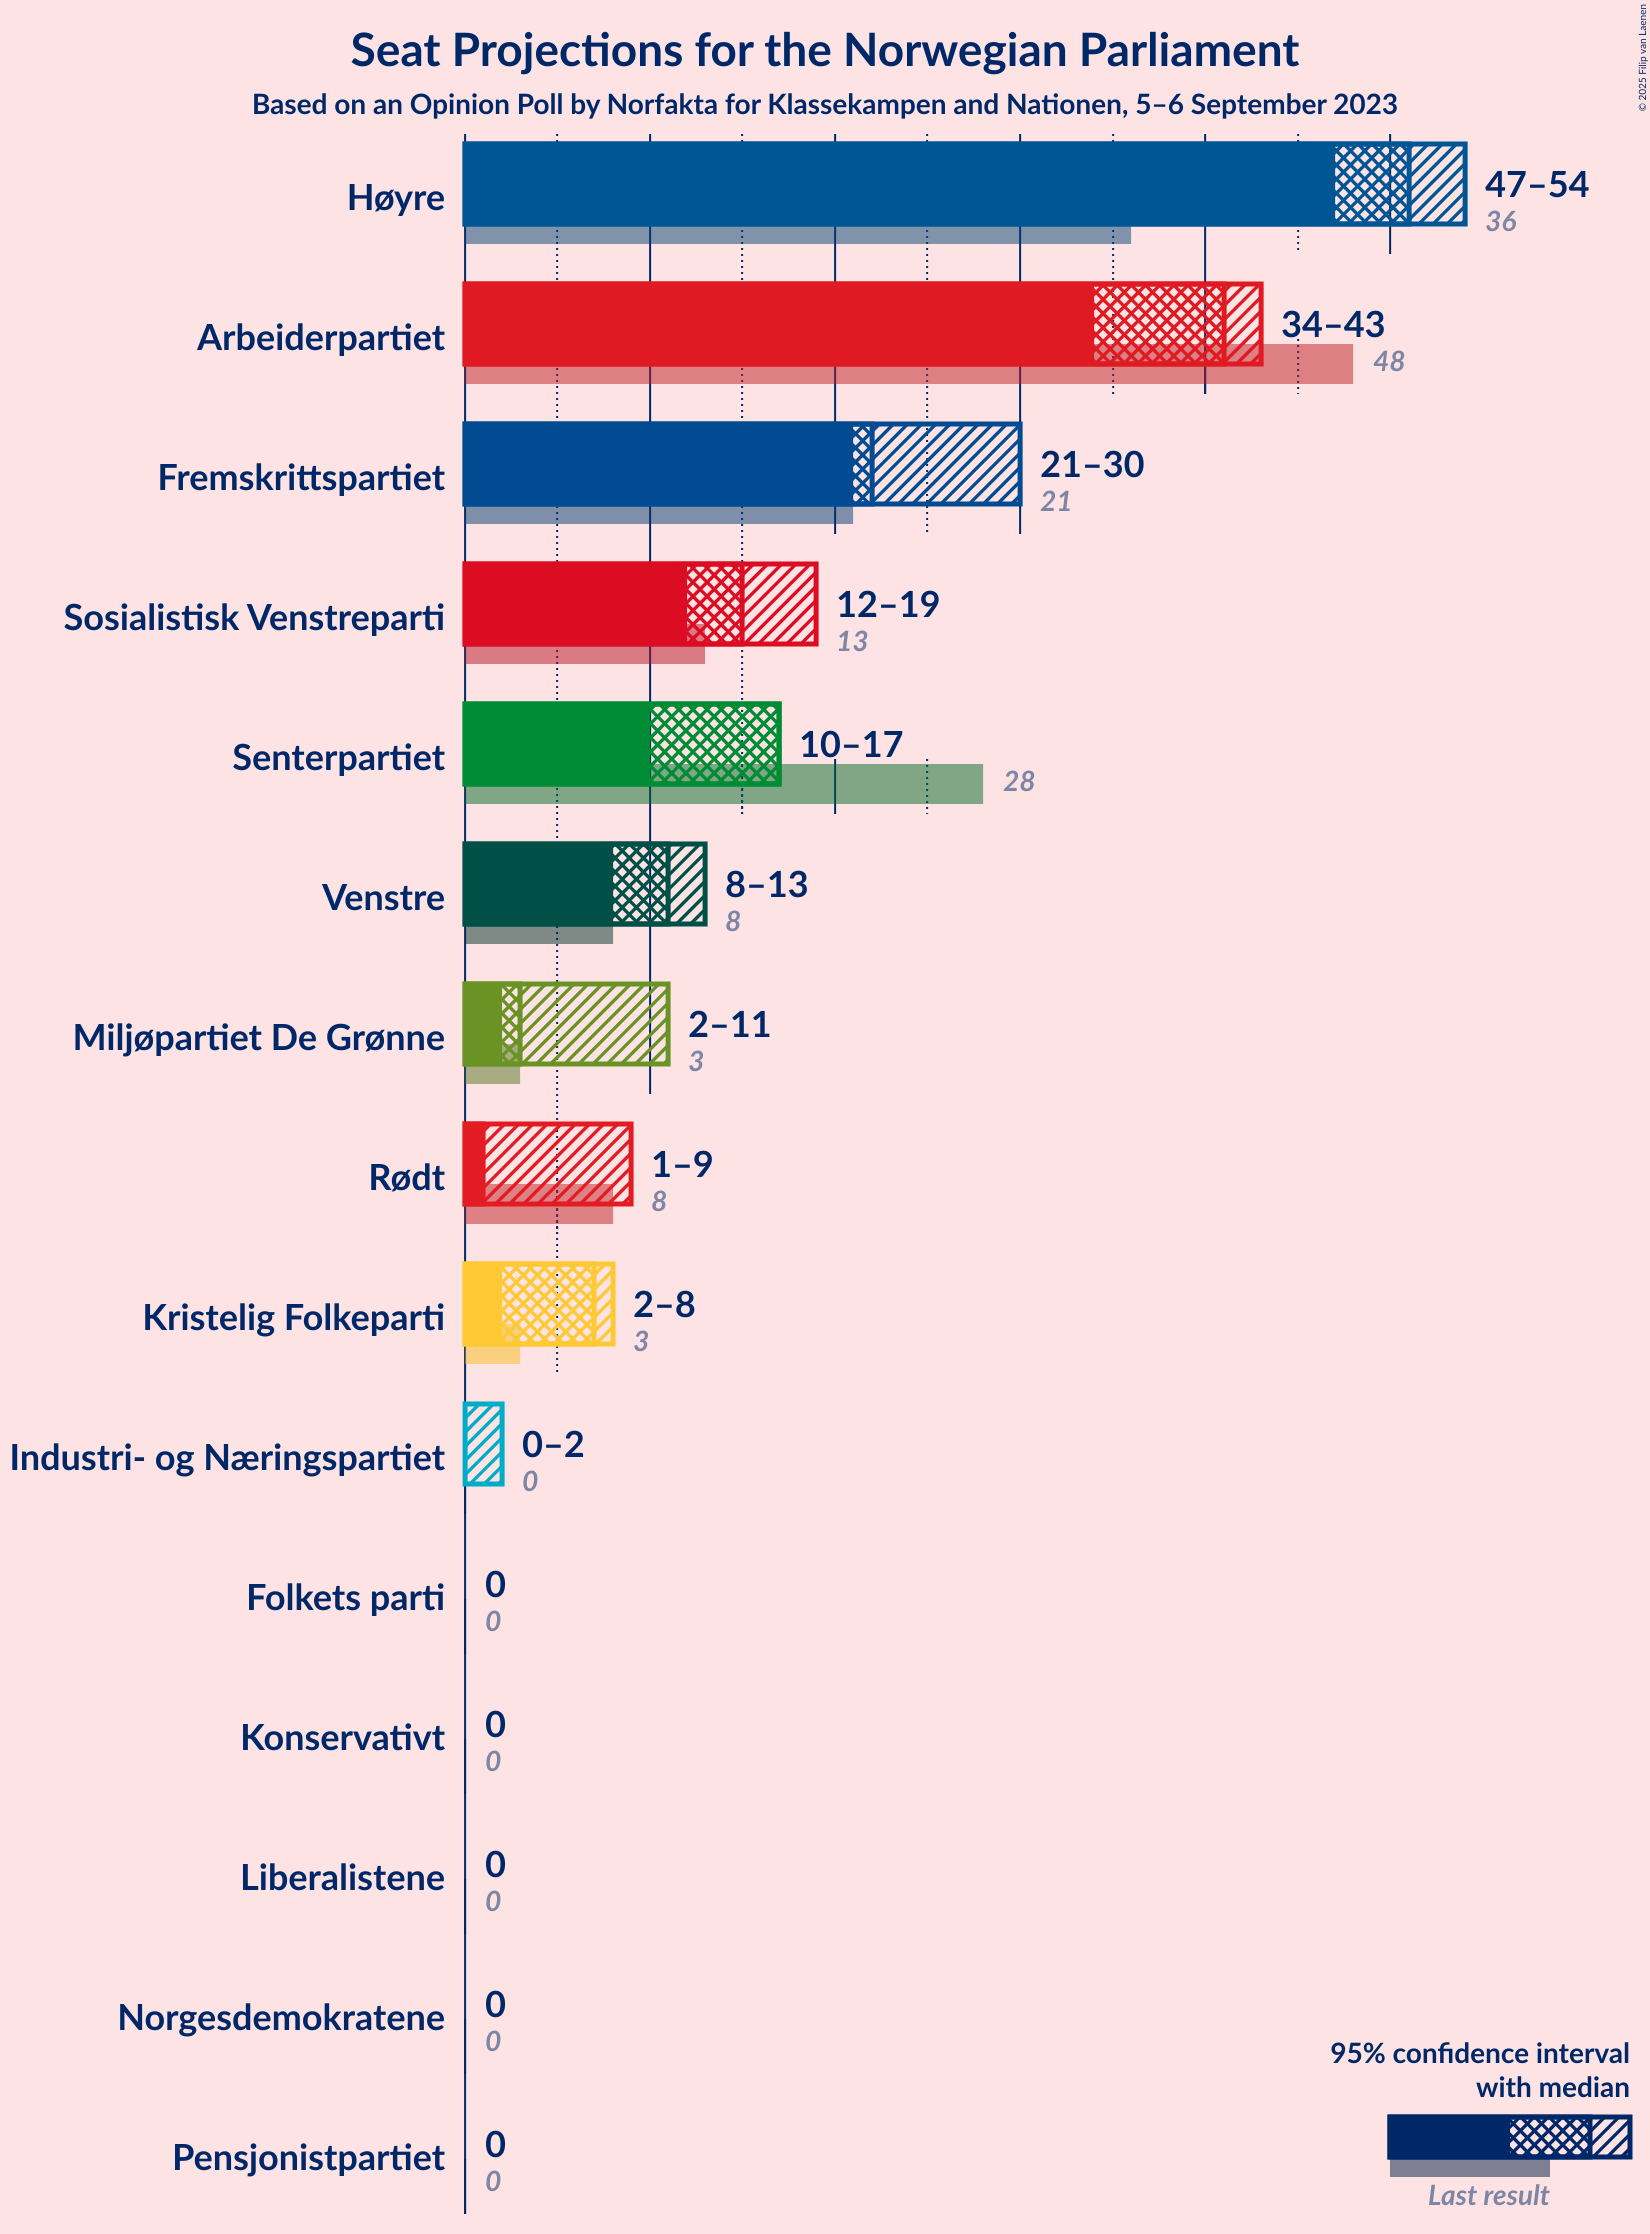 Seat Projections for the Norwegian Parliament
Based on an Opinion Poll by Norfakta for Klassekampen and Nationen, 5–6 September 2023
© 2025 Filip van Laenen
Høyre
47–54
36
Arbeiderpartiet
34–43
48
Fremskrittspartiet
21–30
21
Sosialistisk Venstreparti
12–19
13
Senterpartiet
10–17
28
Venstre
8–13
8
Miljøpartiet De Grønne
2–11
3
Rødt
1–9
8
Kristelig Folkeparti
2–8
3
Industri- og Næringspartiet
0–2
0
Folkets parti
0
0
Konservativt
0
0
Liberalistene
0
0
Norgesdemokratene
0
0
Pensjonistpartiet
0
0
95% confidence interval
with median
Last result